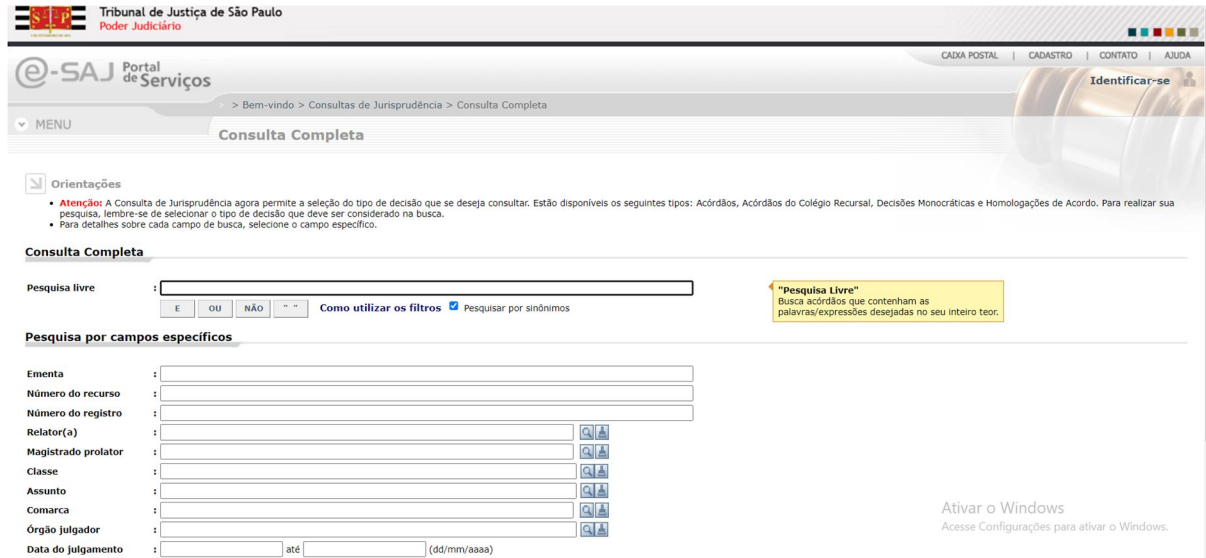 Tribunal de Justiça de São Paulo
Poder Judiciário
CAIXA POSTAL | CADASTRO | CONTATO | AJUDA
e-SAJ Portal de Serviços
Identificar-se
> Bem-vindo > Consultas de Jurisprudência > Consulta Completa
MENU
Consulta Completa
Orientações
• Atenção: A Consulta de Jurisprudência agora permite a seleção do tipo de decisão que se deseja consultar. Estão disponíveis os seguintes tipos: Acórdãos, Acórdãos do Colégio Recursal, Decisões Monocráticas e Homologações de Acordo. Para realizar sua
pesquisa, lembre-se de selecionar o tipo de decisão que deve ser considerado na busca.
• Para detalhes sobre cada campo de busca, selecione o campo específico.
Consulta Completa
Pesquisa livre :
"Pesquisa Livre"
Busca acórdãos que contenham as
palavras/expressões desejadas no seu inteiro teor.
E OU NÃO " " Como utilizar os filtros Pesquisar por sinônimos
Pesquisa por campos específicos
Ementa :
Número do recurso :
Número do registro :
Relator(a) :
Magistrado prolator :
Classe :
Assunto :
Comarca :
Órgão julgador :
Data do julgamento : até (dd/mm/aaaa)
Ativar o Windows
Acesse Configurações para ativar o Windows.